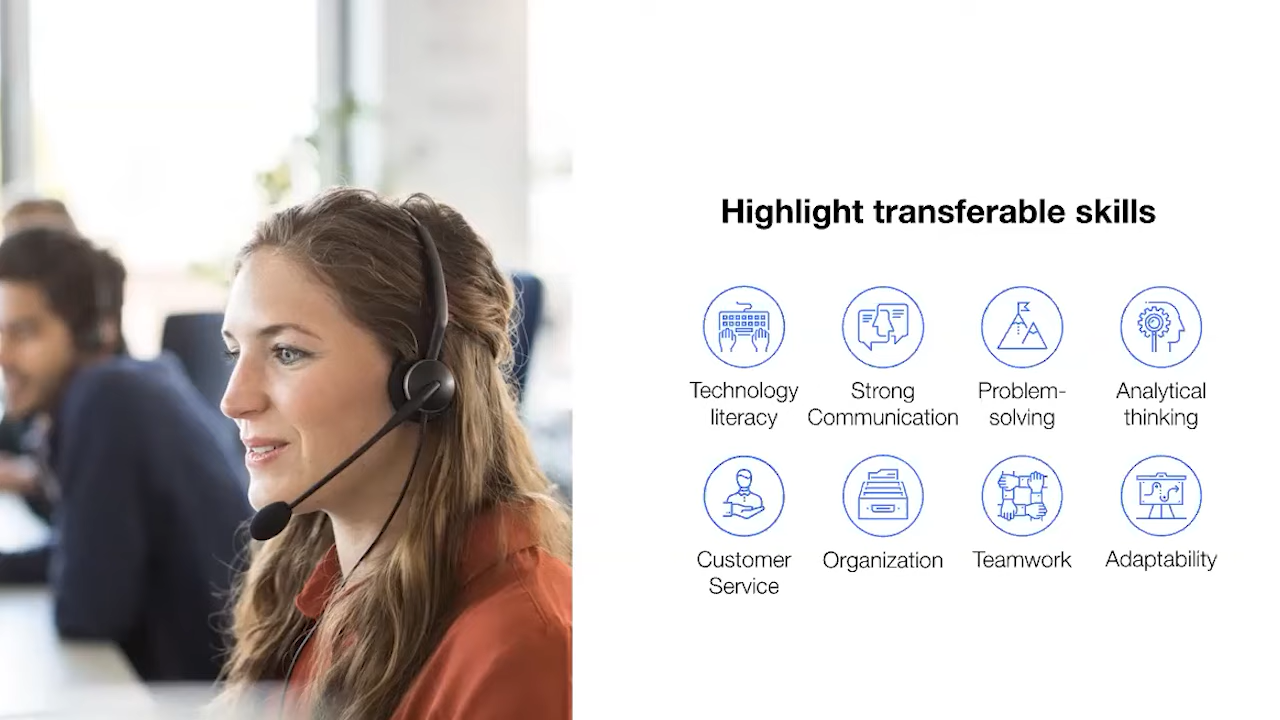 Highlight transferable skills
Technology
literacy
Strong
Communication
Problem-
solving
Analytical
thinking
Customer
Service
Organization
Teamwork
Adaptability